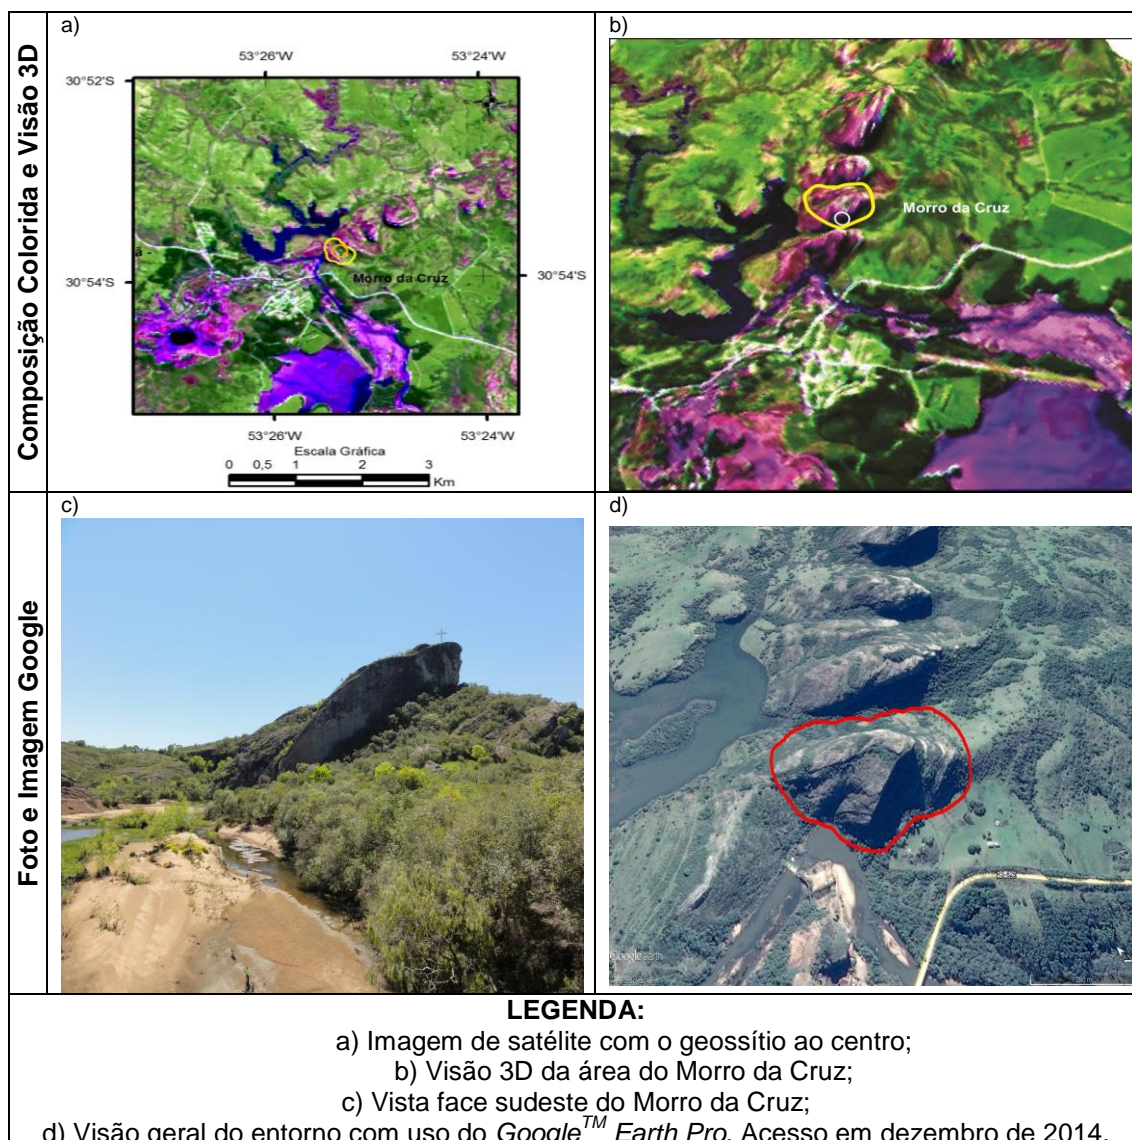 Composição Colorida e Visão 3D
a)
53°26'W
53°24'W
30°52'S
Morro da Cruz
30°54'S
30°54'S
53°26'W
53°24'W
Escala Gráfica
0 0,5 1 2 3
Km
b)
Morro da Cruz
Foto e Imagem Google
c)
d)
Google earth
LEGENDA:
a) Imagem de satélite com o geossítio ao centro;
b) Visão 3D da área do Morro da Cruz;
c) Vista face sudeste do Morro da Cruz;
d) Visão geral do entorno com uso do Google™ Earth Pro. Acesso em dezembro de 2014.